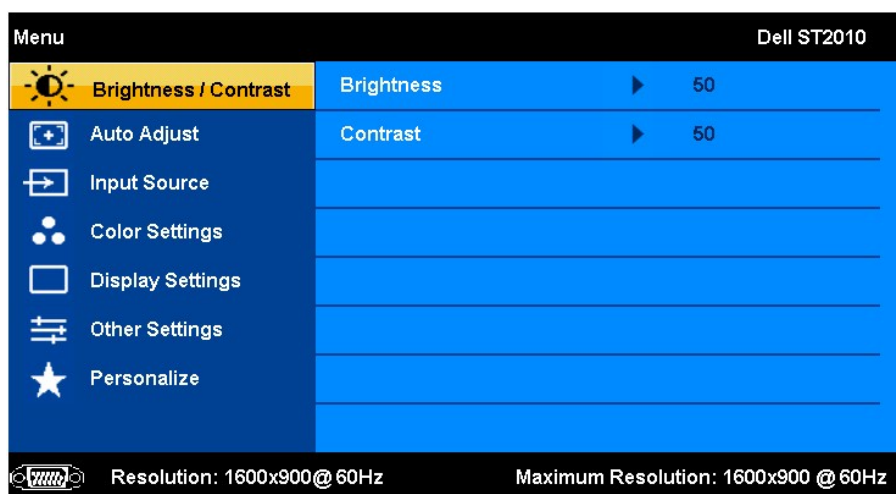 Menu Dell ST2010
Brightness / Contrast Brightness 50
Auto Adjust Contrast 50
Input Source
Color Settings
Display Settings
Other Settings
Personalize
Resolution: 1600x900@60Hz Maximum Resolution: 1600x900 @60Hz